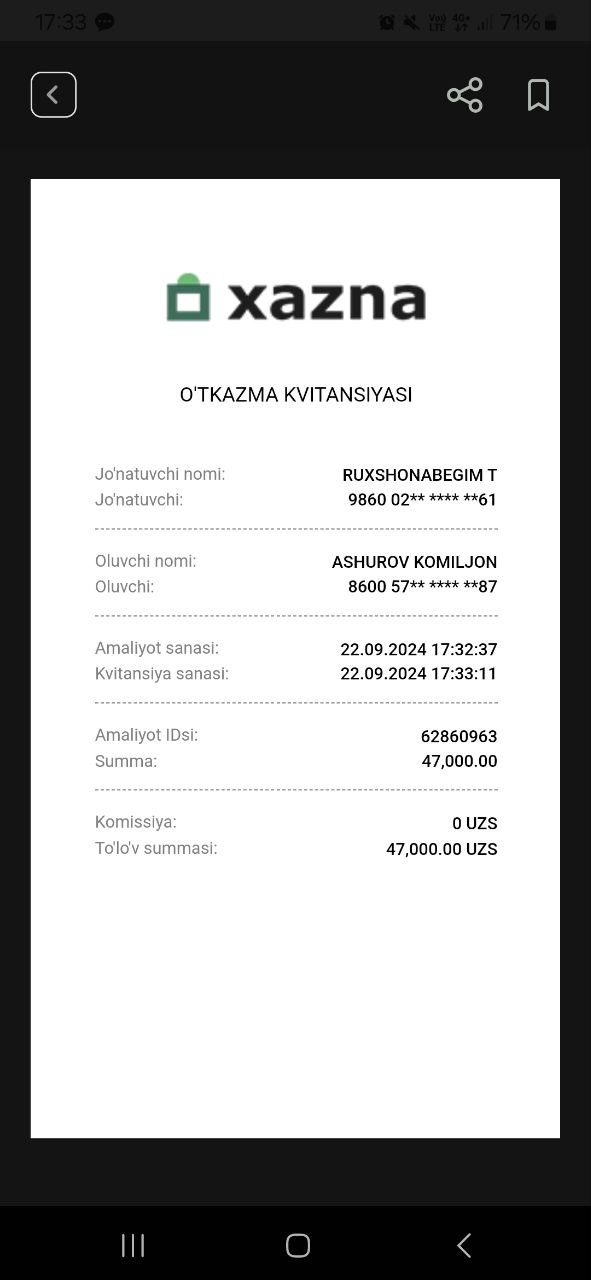 17:33
Vo) 4G+
LTE
71%
xazna
O'TKAZMA KVITANSIYASI
Jo'natuvchi nomi: RUXSHONABEGIM T
Jo'natuvchi: 9860 02** **** **61
Oluvchi nomi: ASHUROV KOMILJON
Oluvchi: 8600 57** **** **87
Amaliyot sanasi: 22.09.2024 17:32:37
Kvitansiya sanasi: 22.09.2024 17:33:11
Amaliyot IDsi: 62860963
Summa: 47,000.00
Komissiya: 0 UZS
To'lo'v summasi: 47,000.00 UZS